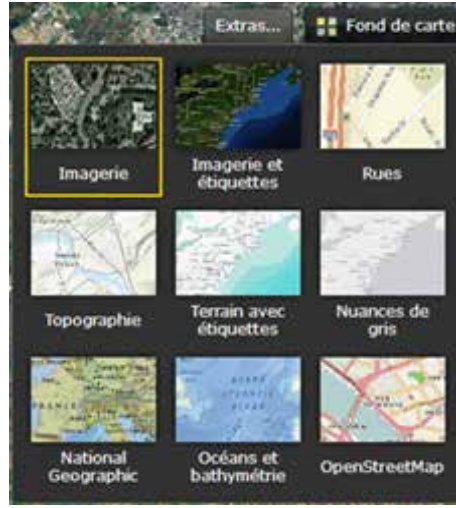 Extras...
Fond de carte
Imagerie
Imagerie et
étiquettes
Rues
Topographie
Terrain avec
étiquettes
Nuances de
gris
National
Geographic
Océans et
bathymétrie
OpenStreetMap